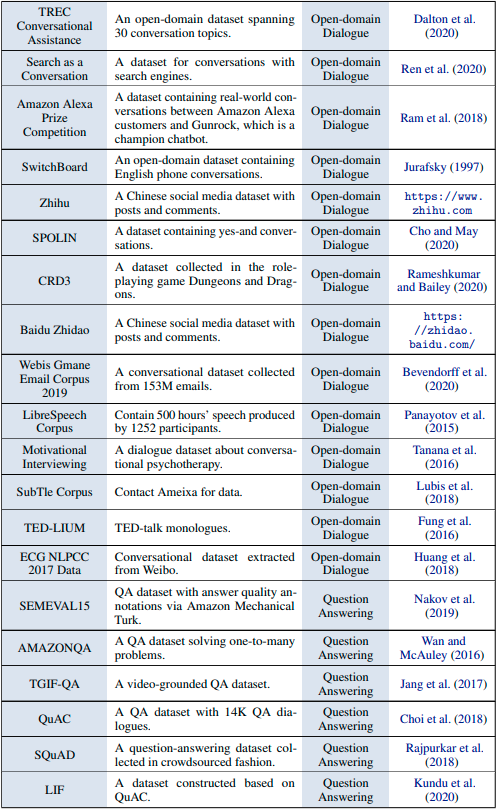 TREC
Conversational
Assistance
An open-domain dataset spanning
30 conversation topics.
Open-domain
Dialogue
Dalton et al.
(2020)
Search as a
Conversation
A dataset for conversations with
search engines.
Open-domain
Dialogue
Ren et al. (2020)
Amazon Alexa
Prize
Competition
A dataset containing real-world con-
versations between Amazon Alexa
customers and Gunrock, which is a
champion chatbot.
Open-domain
Dialogue
Ram et al. (2018)
SwitchBoard
An open-domain dataset containing
English phone conversations.
Open-domain
Dialogue
Jurafsky (1997)
Zhihu
A Chinese social media dataset with
posts and comments.
Open-domain
Dialogue
https://www.
zhihu.com
SPOLIN
A dataset containing yes-and conver-
sations.
Open-domain
Dialogue
Cho and May
(2020)
CRD3
A dataset collected in the role-
playing game Dungeons and Drag-
ons.
Open-domain
Dialogue
Rameshkumar
and Bailey (2020)
Baidu Zhidao
A Chinese social media dataset with
posts and comments.
Open-domain
Dialogue
https:
//zhidao.
baidu.com/
Webis Gmane
Email Corpus
2019
A conversational dataset collected
from 153M emails.
Open-domain
Dialogue
Bevendorff et al.
(2020)
LibreSpeech
Corpus
Contain 500 hours' speech produced
by 1252 participants.
Open-domain
Dialogue
Panayotov et al.
(2015)
Motivational
Interviewing
A dialogue dataset about conversa-
tional psychotherapy.
Open-domain
Dialogue
Tanana et al.
(2016)
SubTle Corpus
Contact Ameixa for data.
Open-domain
Dialogue
Lubis et al.
(2018)
TED-LIUM
TED-talk monologues.
Open-domain
Dialogue
Fung et al.
(2016)
ECG NLPCC
2017 Data
Conversational dataset extracted
from Weibo.
Open-domain
Dialogue
Huang et al.
(2018)
SEMEVAL15
QA dataset with answer quality an-
notations via Amazon Mechanical
Turk.
Question
Answering
Nakov et al.
(2019)
AMAZONQA
A QA dataset solving one-to-many
problems.
Question
Answering
Wan and
McAuley (2016)
TGIF-QA
A video-grounded QA dataset.
Question
Answering
Jang et al. (2017)
QuAC
A QA dataset with 14K QA dia-
logues.
Question
Answering
Choi et al. (2018)
SQuAD
A question-answering dataset col-
lected in crowdsourced fashion.
Question
Answering
Rajpurkar et al.
(2018)
LIF
A dataset constructed based on
QuAC.
Question
Answering
Kundu et al.
(2020)